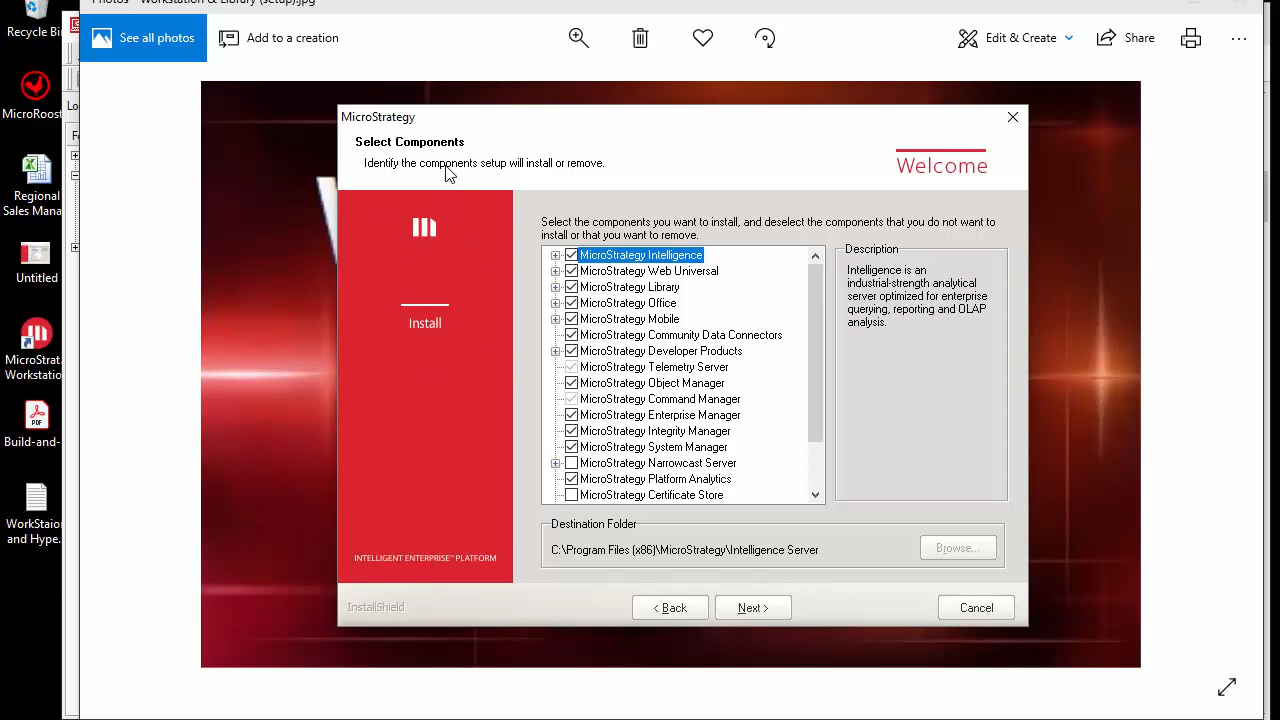 Photos - Workstation & Library (setup).jpg
Recycle Bin
See all photos
Add to a creation
Edit & Create
Share
MicroRoost
Regional
Sales Mana
Untitled
MicroStrat.
Workstatio
Build-and-
WorkStaion
and Hype.
MicroStrategy
Select Components
Identify the components setup will install or remove.
Welcome
Install
INTELLIGENT ENTERPRISE™ PLATFORM
Select the components you want to install, and deselect the components that you do not want to
install or that you want to remove.
MicroStrategy Intelligence
MicroStrategy Web Universal
MicroStrategy Library
MicroStrategy Office
MicroStrategy Mobile
MicroStrategy Community Data Connectors
MicroStrategy Developer Products
MicroStrategy Telemetry Server
MicroStrategy Object Manager
MicroStrategy Command Manager
MicroStrategy Enterprise Manager
MicroStrategy Integrity Manager
MicroStrategy System Manager
MicroStrategy Narrowcast Server
MicroStrategy Platform Analytics
MicroStrategy Certificate Store
Description
Intelligence is an
industrial-strength analytical
server optimized for enterprise
querying, reporting and OLAP
analysis.
Destination Folder
C:\Program Files (x86)\MicroStrategy\Intelligence Server
Browse...
InstallShield
< Back
Next >
Cancel